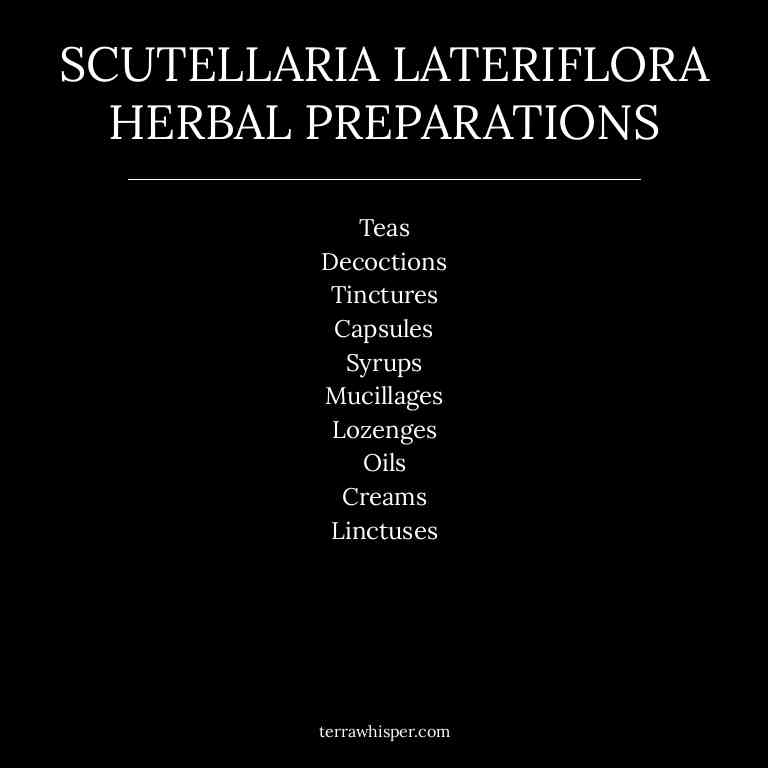 SCUTELLARIA LATERIFLORA
HERBAL PREPARATIONS
Teas
Decoctions
Tinctures
Capsules
Syrups
Mucillages
Lozenges
Oils
Creams
Linctuses
terrawhisper.com